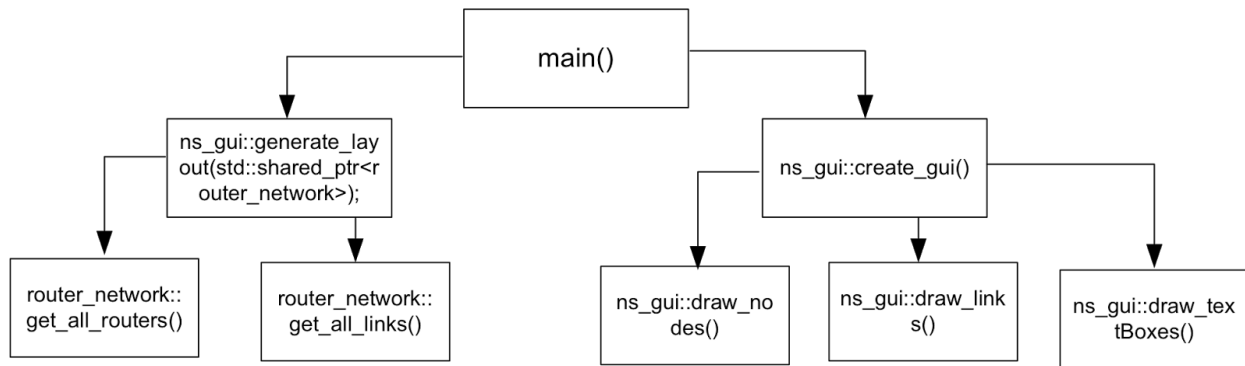 main()
ns_gui::generate_lay
out(std::shared_ptr<r
outer_network>);
ns_gui::create_gui()
router_network::
get_all_routers()
router_network::
get_all_links()
ns_gui::draw_no
des()
ns_gui::draw_link
s()
ns_gui::draw_tex
tBoxes()